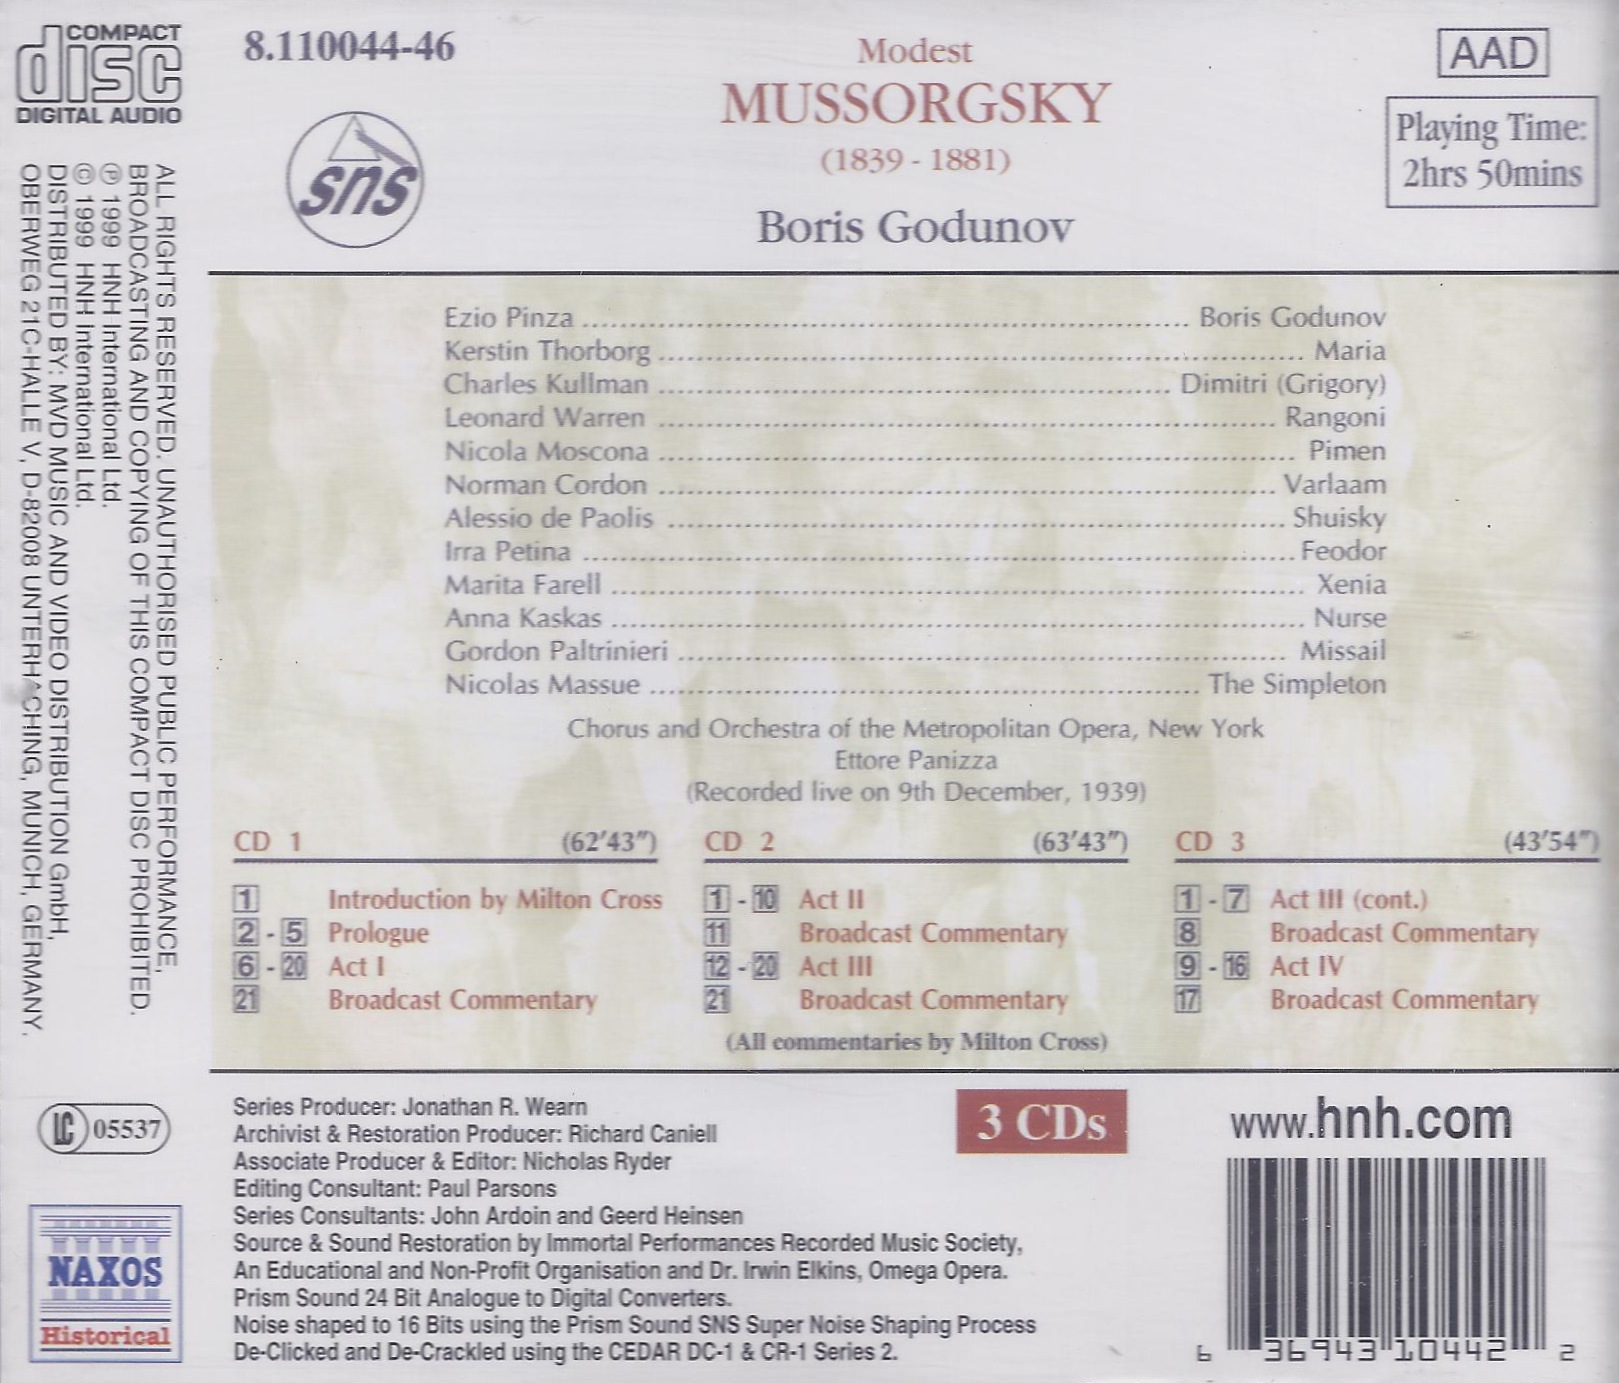 COMPACT
disc
DIGITAL AUDIO
8.110044-46
sns
Modest
MUSSORGSKY
(1839 - 1881)
Boris Godunov
AAD
Playing Time:
2hrs 50mins
ALL RIGHTS RESERVED. UNAUTHORISED PUBLIC PERFORMANCE,
BROADCASTING AND COPYING OF THIS COMPACT DISC PROHIBITED.
℗ 1999 HNH International Ltd.
© 1999 HNH International Ltd.
DISTRIBUTED BY: MVD MUSIC AND VIDEO DISTRIBUTION GmbH,
OBERWEG 21C-HALLE V, D-82008 UNTERHACHING, MUNICH, GERMANY.
Ezio Pinza ........................ Boris Godunov
Kerstin Thorborg ........................ Maria
Charles Kullman ........................ Dimitri (Grigory)
Leonard Warren ........................ Rangoni
Nicola Moscona ........................ Pimen
Norman Cordon ........................ Varlaam
Alessio de Paolis ........................ Shuisky
Irra Petina ........................ Feodor
Marita Farell ........................ Xenia
Anna Kaskas ........................ Nurse
Gordon Paltrinieri ........................ Missail
Nicolas Massue ........................ The Simpleton
Chorus and Orchestra of the Metropolitan Opera, New York
Ettore Panizza
(Recorded live on 9th December, 1939)
CD 1 (62'43")
1 Introduction by Milton Cross
2 - 5 Prologue
6 - 20 Act I
21 Broadcast Commentary
CD 2 (63'43")
1 - 10 Act II
11 Broadcast Commentary
12 - 20 Act III
21 Broadcast Commentary
CD 3 (43'54")
1 - 7 Act III (cont.)
8 Broadcast Commentary
9 - 16 Act IV
17 Broadcast Commentary
(All commentaries by Milton Cross)
LC 05537
NAXOS
Historical
Series Producer: Jonathan R. Wearn
Archivist & Restoration Producer: Richard Caniell
Associate Producer & Editor: Nicholas Ryder
Editing Consultant: Paul Parsons
Series Consultants: John Ardoin and Geerd Heinsen
Source & Sound Restoration by Immortal Performances Recorded Music Society,
An Educational and Non-Profit Organisation and Dr. Irwin Elkins, Omega Opera.
Prism Sound 24 Bit Analogue to Digital Converters.
Noise shaped to 16 Bits using the Prism Sound SNS Super Noise Shaping Process
De-Clicked and De-Crackled using the CEDAR DC-1 & CR-1 Series 2.
3 CDs
www.hnh.com
6 36943 10442 2